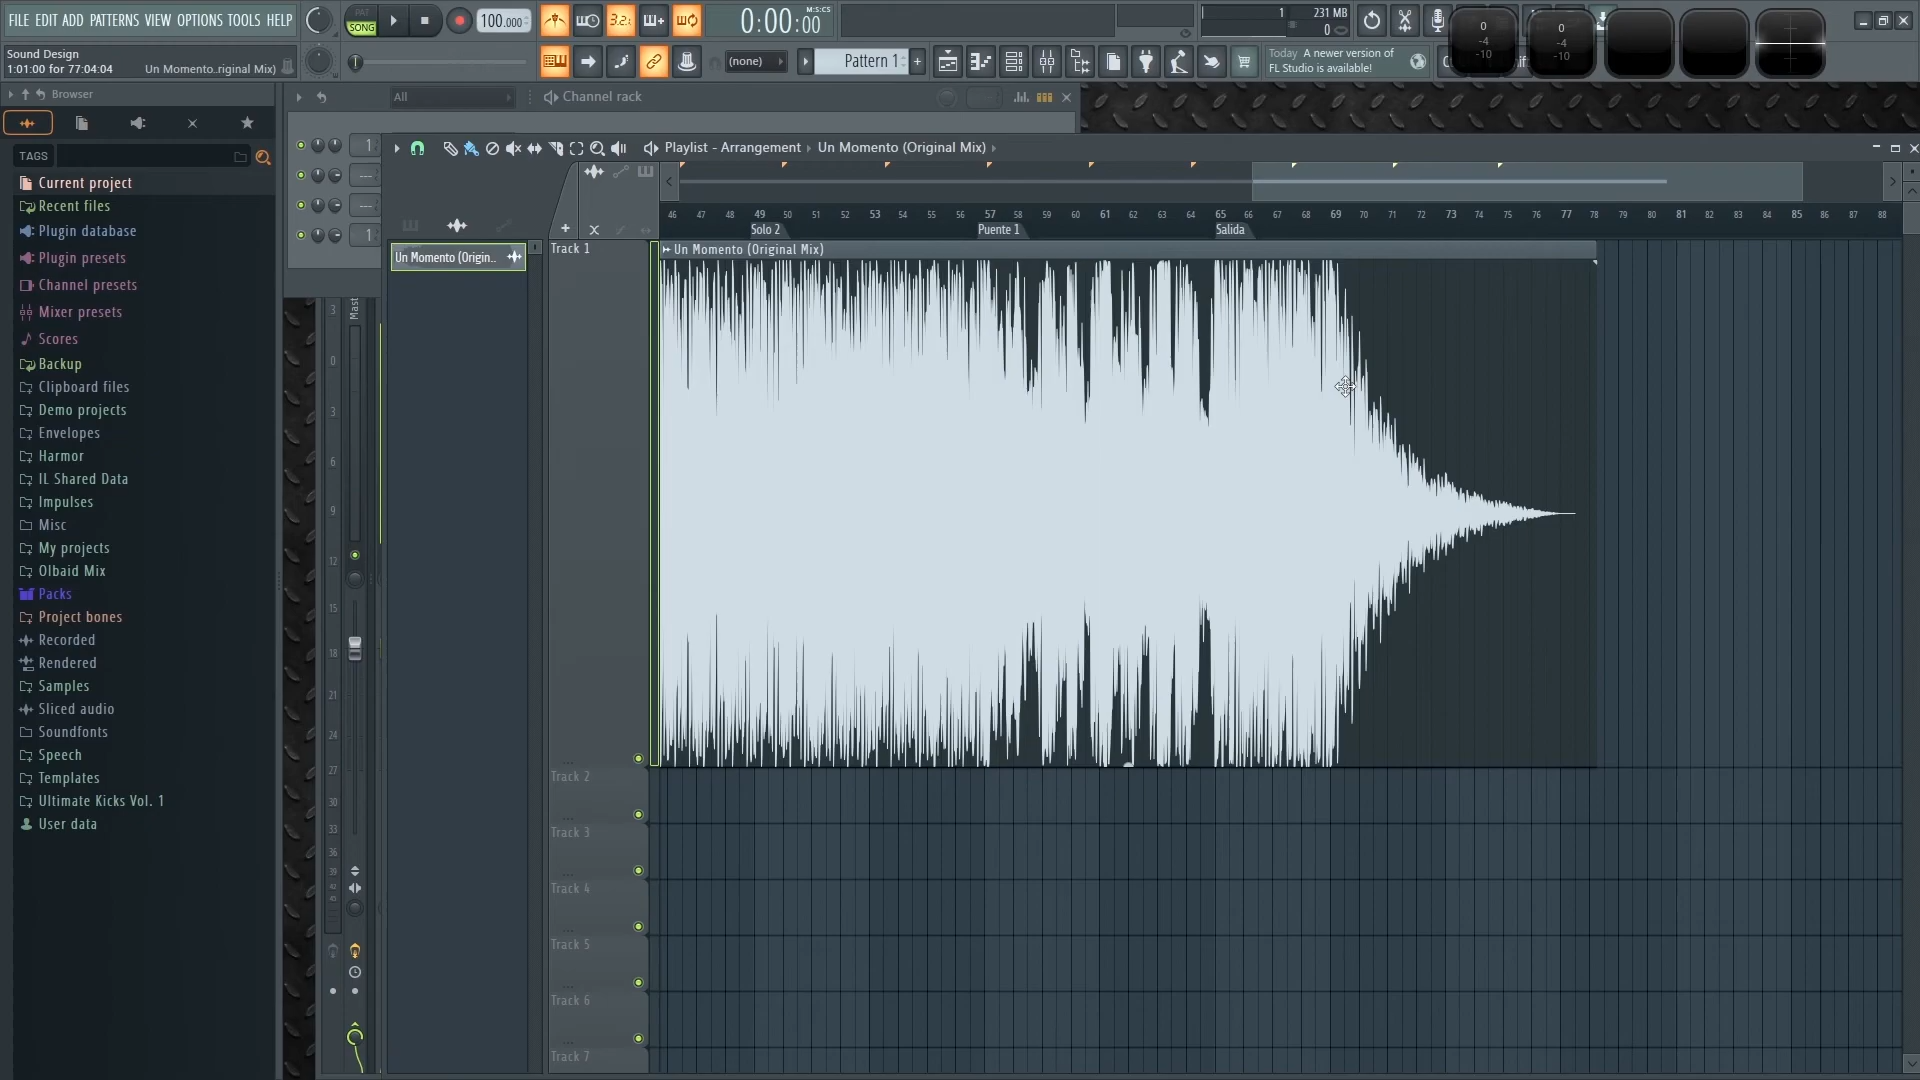 FILE EDIT ADD PATTERNS VIEW OPTIONS TOOLS HELP
PAT
SONG
100.000
3.2.
0:00:00
M:S:CS
1
231 MB
0
0
-4
-10
0
-4
-10
Sound Design
1:01:00 for 77:04:04
Un Momento..riginal Mix)
(none)
Pattern 1
+
Today A newer version of
FL Studio is available!
Browser
All
Channel rack
TAGS
Current project
Recent files
Plugin database
Plugin presets
Channel presets
Mixer presets
Scores
Backup
Clipboard files
Demo projects
Envelopes
Harmor
IL Shared Data
Impulses
Misc
My projects
Olbaid Mix
Packs
Project bones
Recorded
Rendered
Samples
Sliced audio
Soundfonts
Speech
Templates
Ultimate Kicks Vol. 1
User data
1
---
---
1
Mast
3
0
3
6
9
12
15
18
21
24
27
30
33
36
39
42
45
Playlist - Arrangement
Un Momento (Original Mix)
46 47 48 49 50 51 52 53 54 55 56 57 58 59 60 61 62 63 64 65 66 67 68 69 70 71 72 73 74 75 76 77 78 79 80 81 82 83 84 85 86 87 88
Solo 2
Puente 1
Salida
Un Momento (Origin..
Track 1
Un Momento (Original Mix)
Track 2
Track 3
Track 4
Track 5
Track 6
Track 7